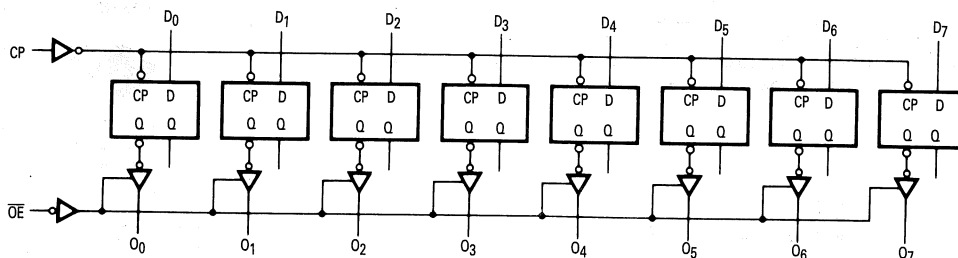 D0 D1 D2 D3 D4 D5 D6 D7
CP
CP D CP D CP D CP D CP D CP D CP D CP D
Q Q Q Q Q Q Q Q Q Q Q Q Q Q Q Q
OE
O0 O1 O2 O3 O4 O5 O6 O7